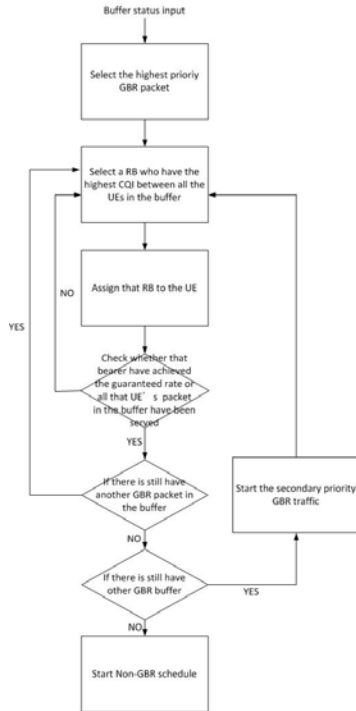 Buffer status input
Select the highest prioriy
GBR packet
Select a RB who have the
highest CQI between all the
UEs in the buffer
NO
Assign that RB to the UE
YES
Check whether that
bearer have achieved
the guaranteed rate or
all that UE’s packet
in the buffer have been
served
YES
If there is still have
another GBR packet in
the buffer
Start the secondary priority
GBR traffic
NO
If there is still have
other GBR buffer
YES
NO
Start Non-GBR schedule